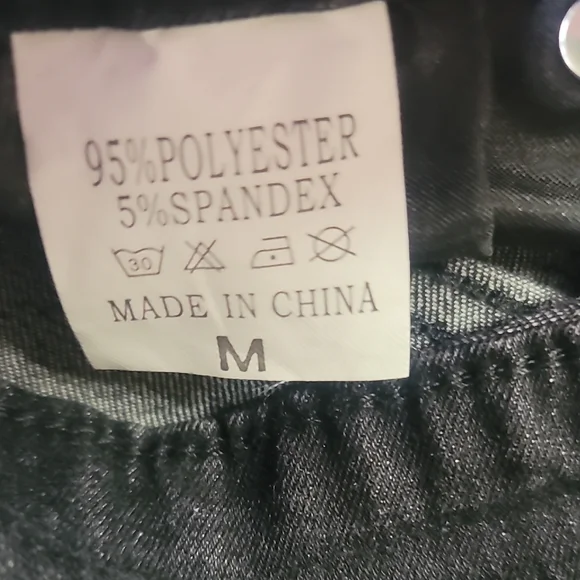 95%POLYESTER
5%SPANDEX
30
MADE IN CHINA
M